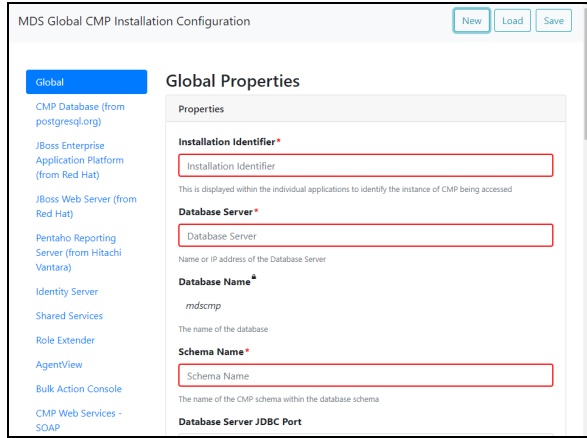 MDS Global CMP Installation Configuration
New
Load
Save
Global
CMP Database (from
postgresql.org)
JBoss Enterprise
Application Platform
(from Red Hat)
JBoss Web Server (from
Red Hat)
Pentaho Reporting
Server (from Hitachi
Vantara)
Identity Server
Shared Services
Role Extender
AgentView
Bulk Action Console
CMP Web Services -
SOAP
Global Properties
Properties
Installation Identifier*
Installation Identifier
This is displayed within the individual applications to identify the instance of CMP being accessed
Database Server*
Database Server
Name or IP address of the Database Server
Database Name
mdscmp
The name of the database
Schema Name*
Schema Name
The name of the CMP schema within the database schema
Database Server JDBC Port